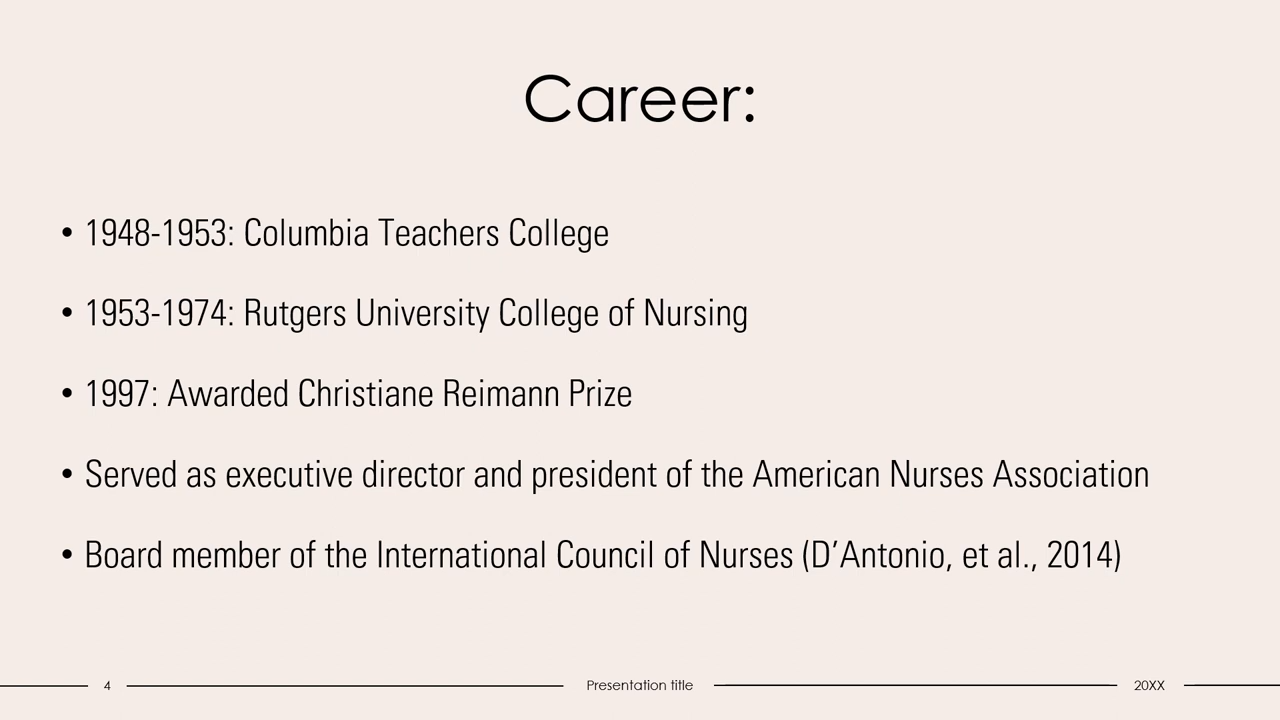 Career:
• 1948-1953: Columbia Teachers College
• 1953-1974: Rutgers University College of Nursing
• 1997: Awarded Christiane Reimann Prize
• Served as executive director and president of the American Nurses Association
• Board member of the International Council of Nurses (D’Antonio, et al., 2014)
4 Presentation title 20XX